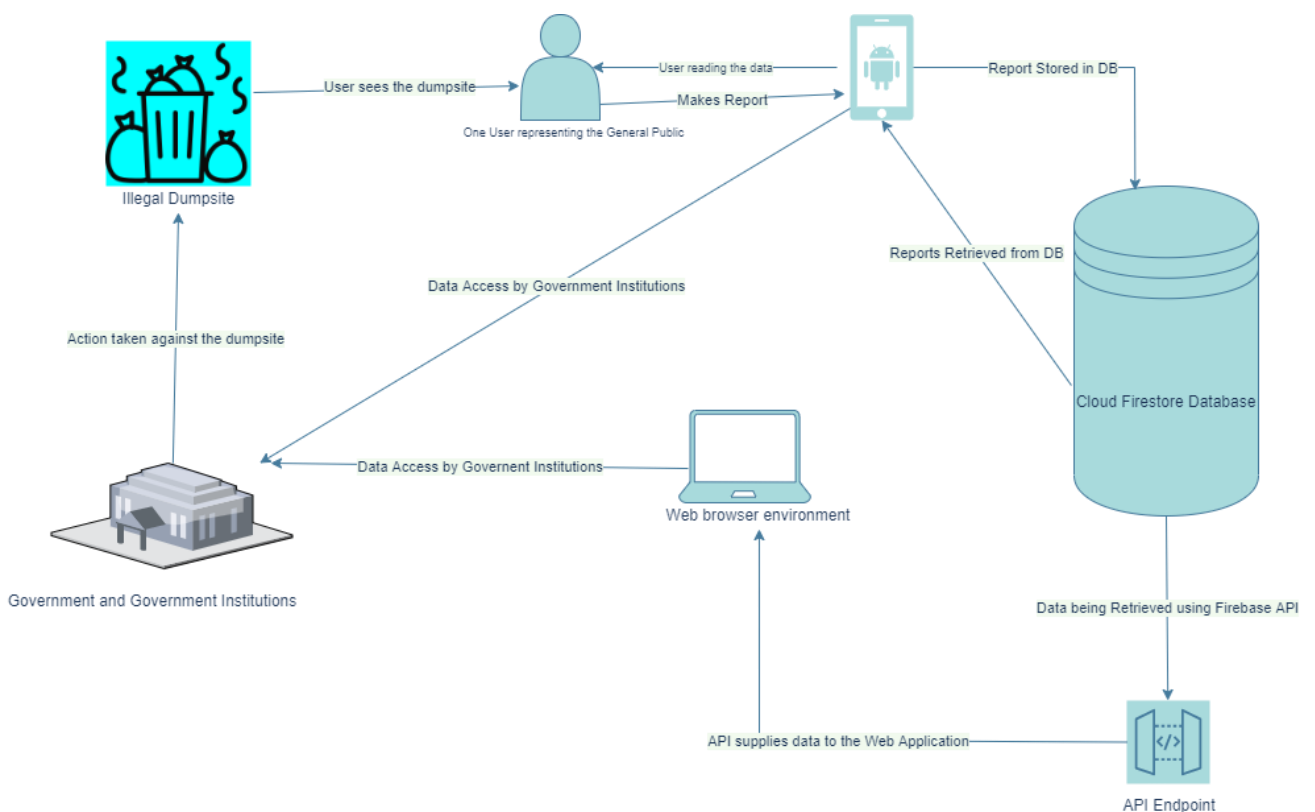 User reading the data
Report Stored in DB
User sees the dumpsite
Makes Report
One User representing the General Public
Illegal Dumpsite
Reports Retrieved from DB
Data Access by Government Institutions
Action taken against the dumpsite
Cloud Firestore Database
Data Access by Governent Institutions
Web browser environment
Government and Government Institutions
Data being Retrieved using Firebase API
API supplies data to the Web Application
</>
API Endpoint